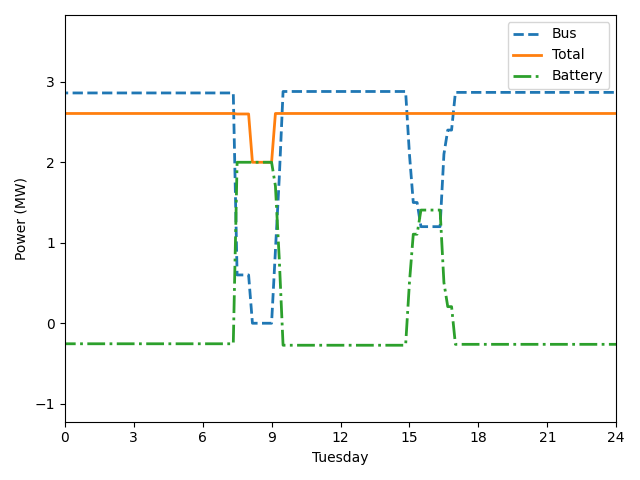 Bus
Total
Battery
3
2
1
0
−1
Power (MW)
0 3 6 9 12 15 18 21 24
Tuesday